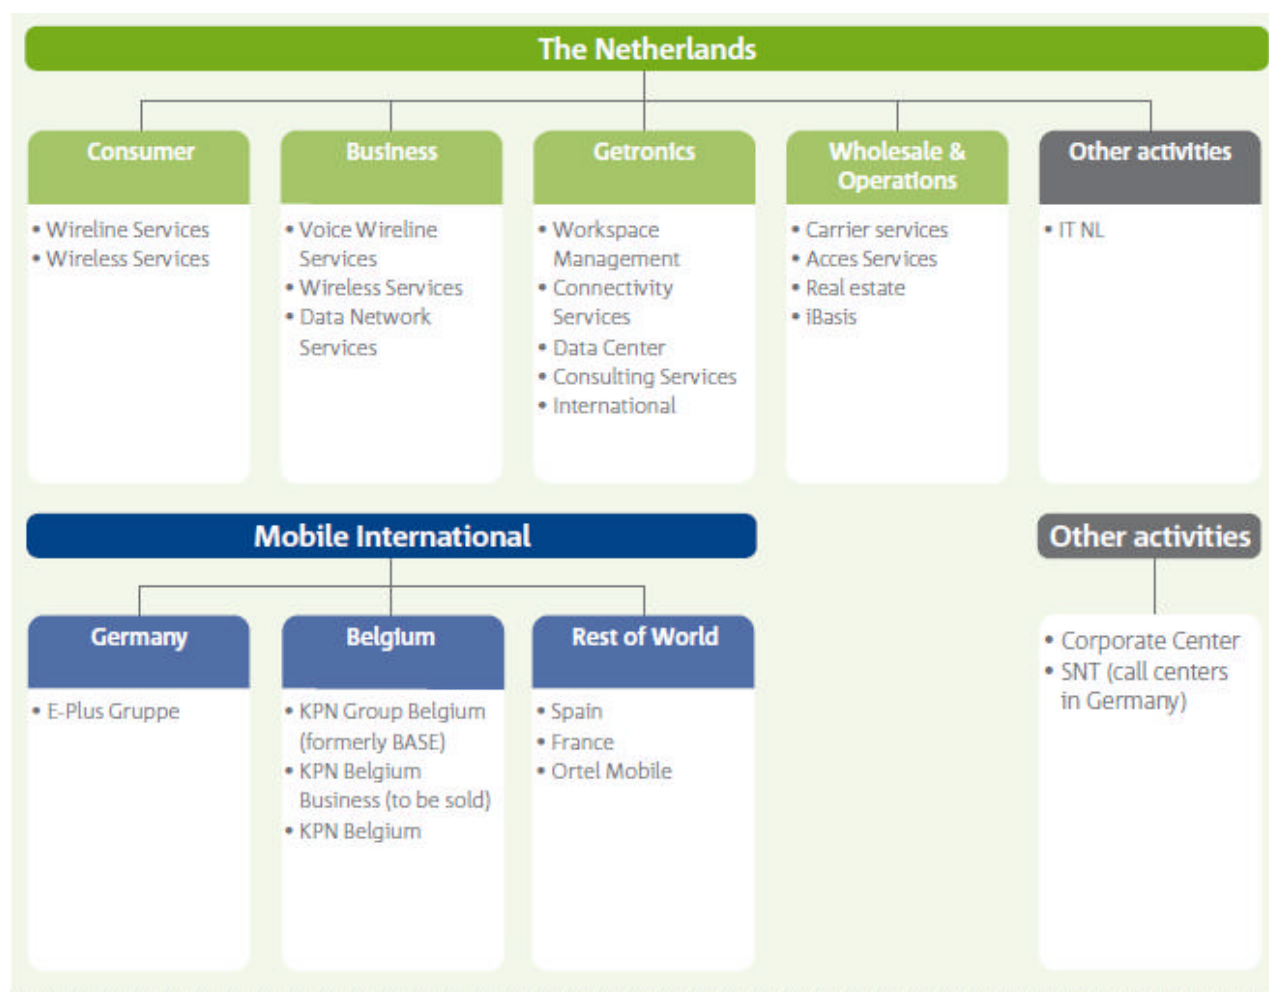 The Netherlands
Consumer
• Wireline Services
• Wireless Services
Business
• Voice Wireline
Services
• Wireless Services
• Data Network
Services
Getronics
• Workspace
Management
• Connectivity
Services
• Data Center
• Consulting Services
• International
Wholesale &
Operations
• Carrier services
• Acces Services
• Real estate
• iBasis
Other activities
• IT NL
Mobile International
Germany
• E-Plus Gruppe
Belgium
• KPN Group Belgium
(formerly BASE)
• KPN Belgium
Business (to be sold)
• KPN Belgium
Rest of World
• Spain
• France
• Ortel Mobile
Other activities
• Corporate Center
• SNT (call centers
in Germany)